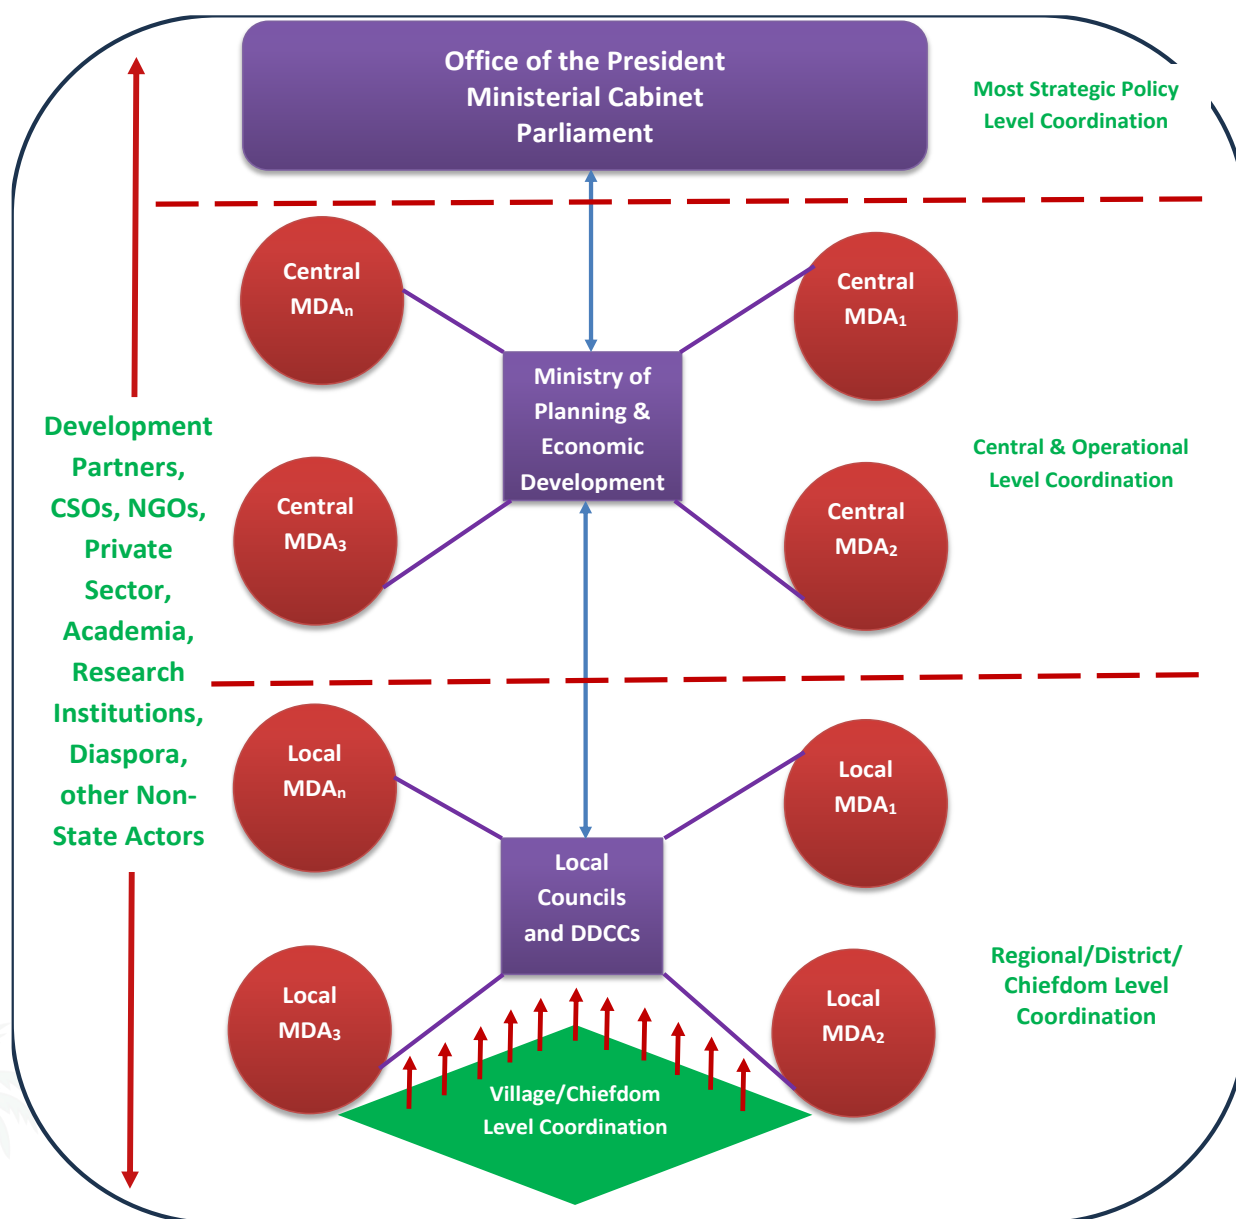 Office of the President
Ministerial Cabinet
Parliament
Most Strategic Policy
Level Coordination
Central
MDAn
Central
MDA1
Ministry of
Planning &
Economic
Development
Central & Operational
Level Coordination
Central
MDA3
Central
MDA2
Development
Partners,
CSOs, NGOs,
Private
Sector,
Academia,
Research
Institutions,
Diaspora,
other Non-
State Actors
Local
MDAn
Local
MDA1
Local
Councils
and DDCCs
Local
MDA3
Local
MDA2
Regional/District/
Chiefdom Level
Coordination
Village/Chiefdom
Level Coordination